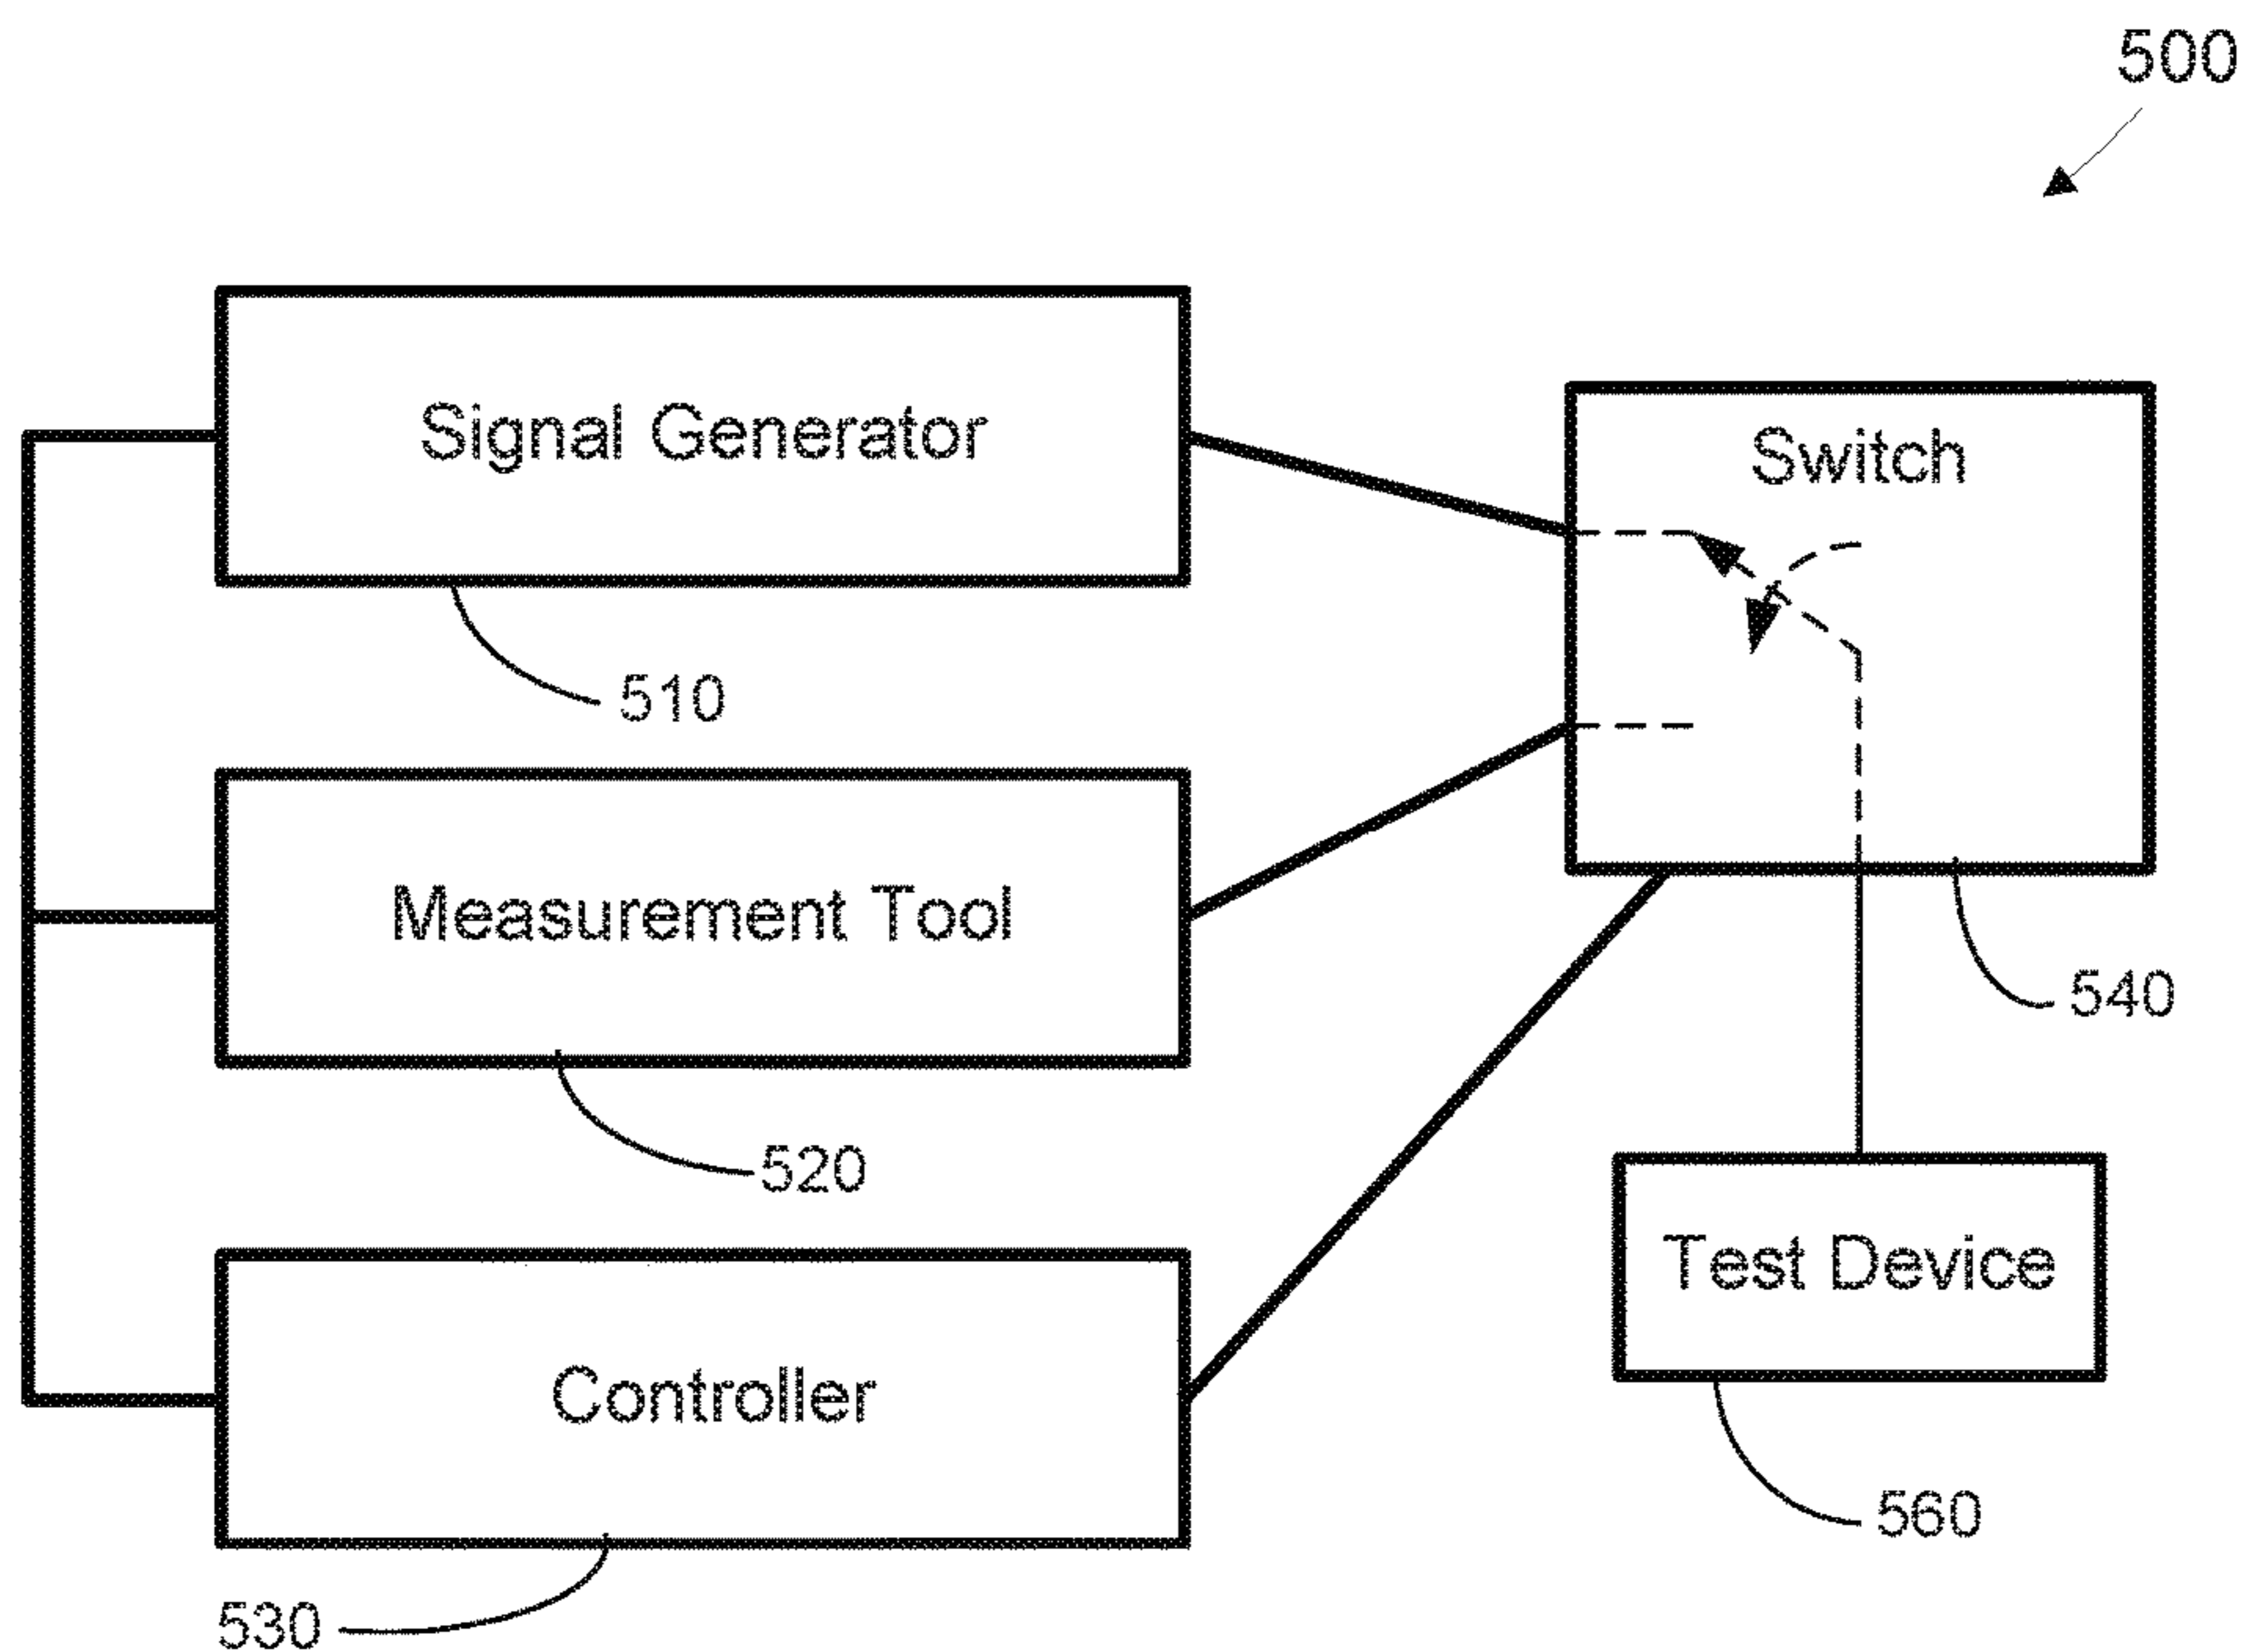 500
Signal Generator
Switch
510
Measurement Tool
540
520
Test Device
Controller
560
530